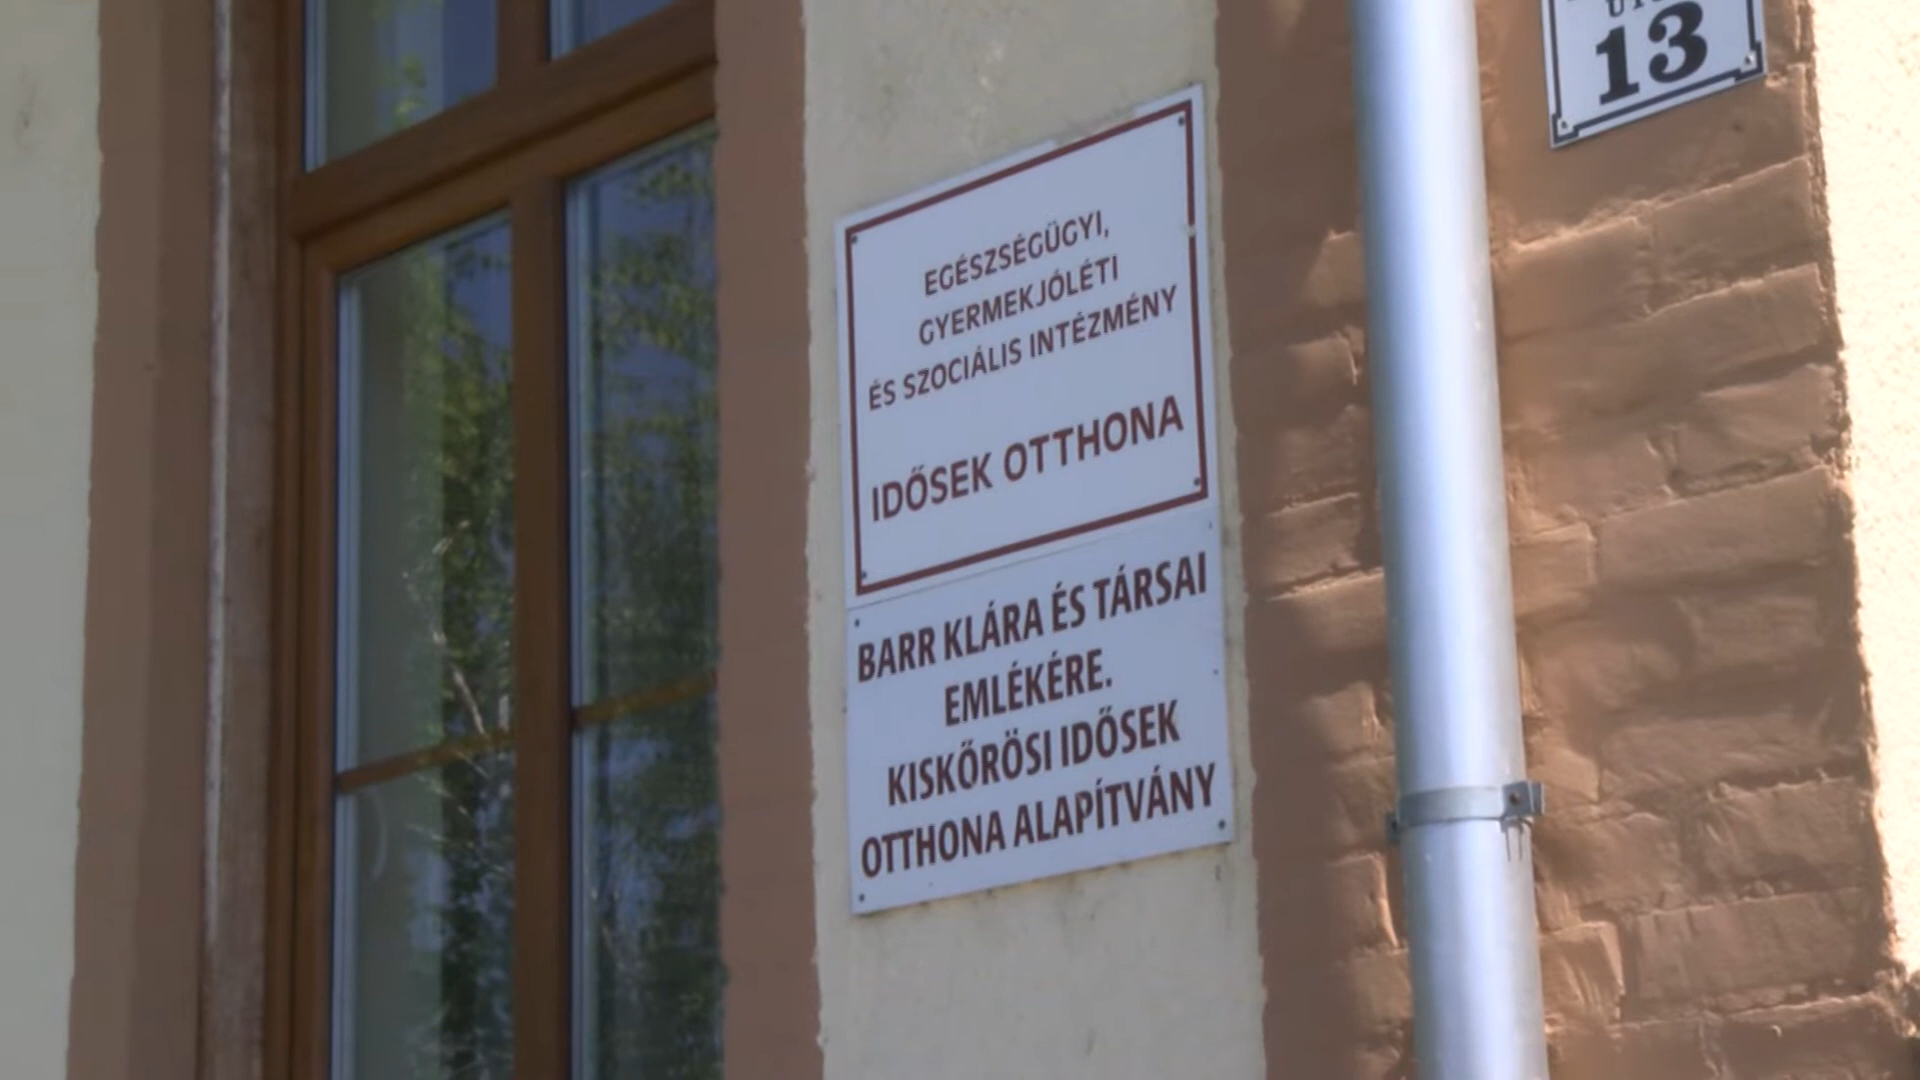 13
EGÉSZSÉGÜGYI,
GYERMEKJÓLÉTI
ÉS SZOCIÁLIS INTÉZMÉNY
IDŐSEK OTTHONA
BARR KLÁRA ÉS TÁRSAI
EMLÉKÉRE.
KISKŐRÖSI IDŐSEK
OTTHONA ALAPÍTVÁNY